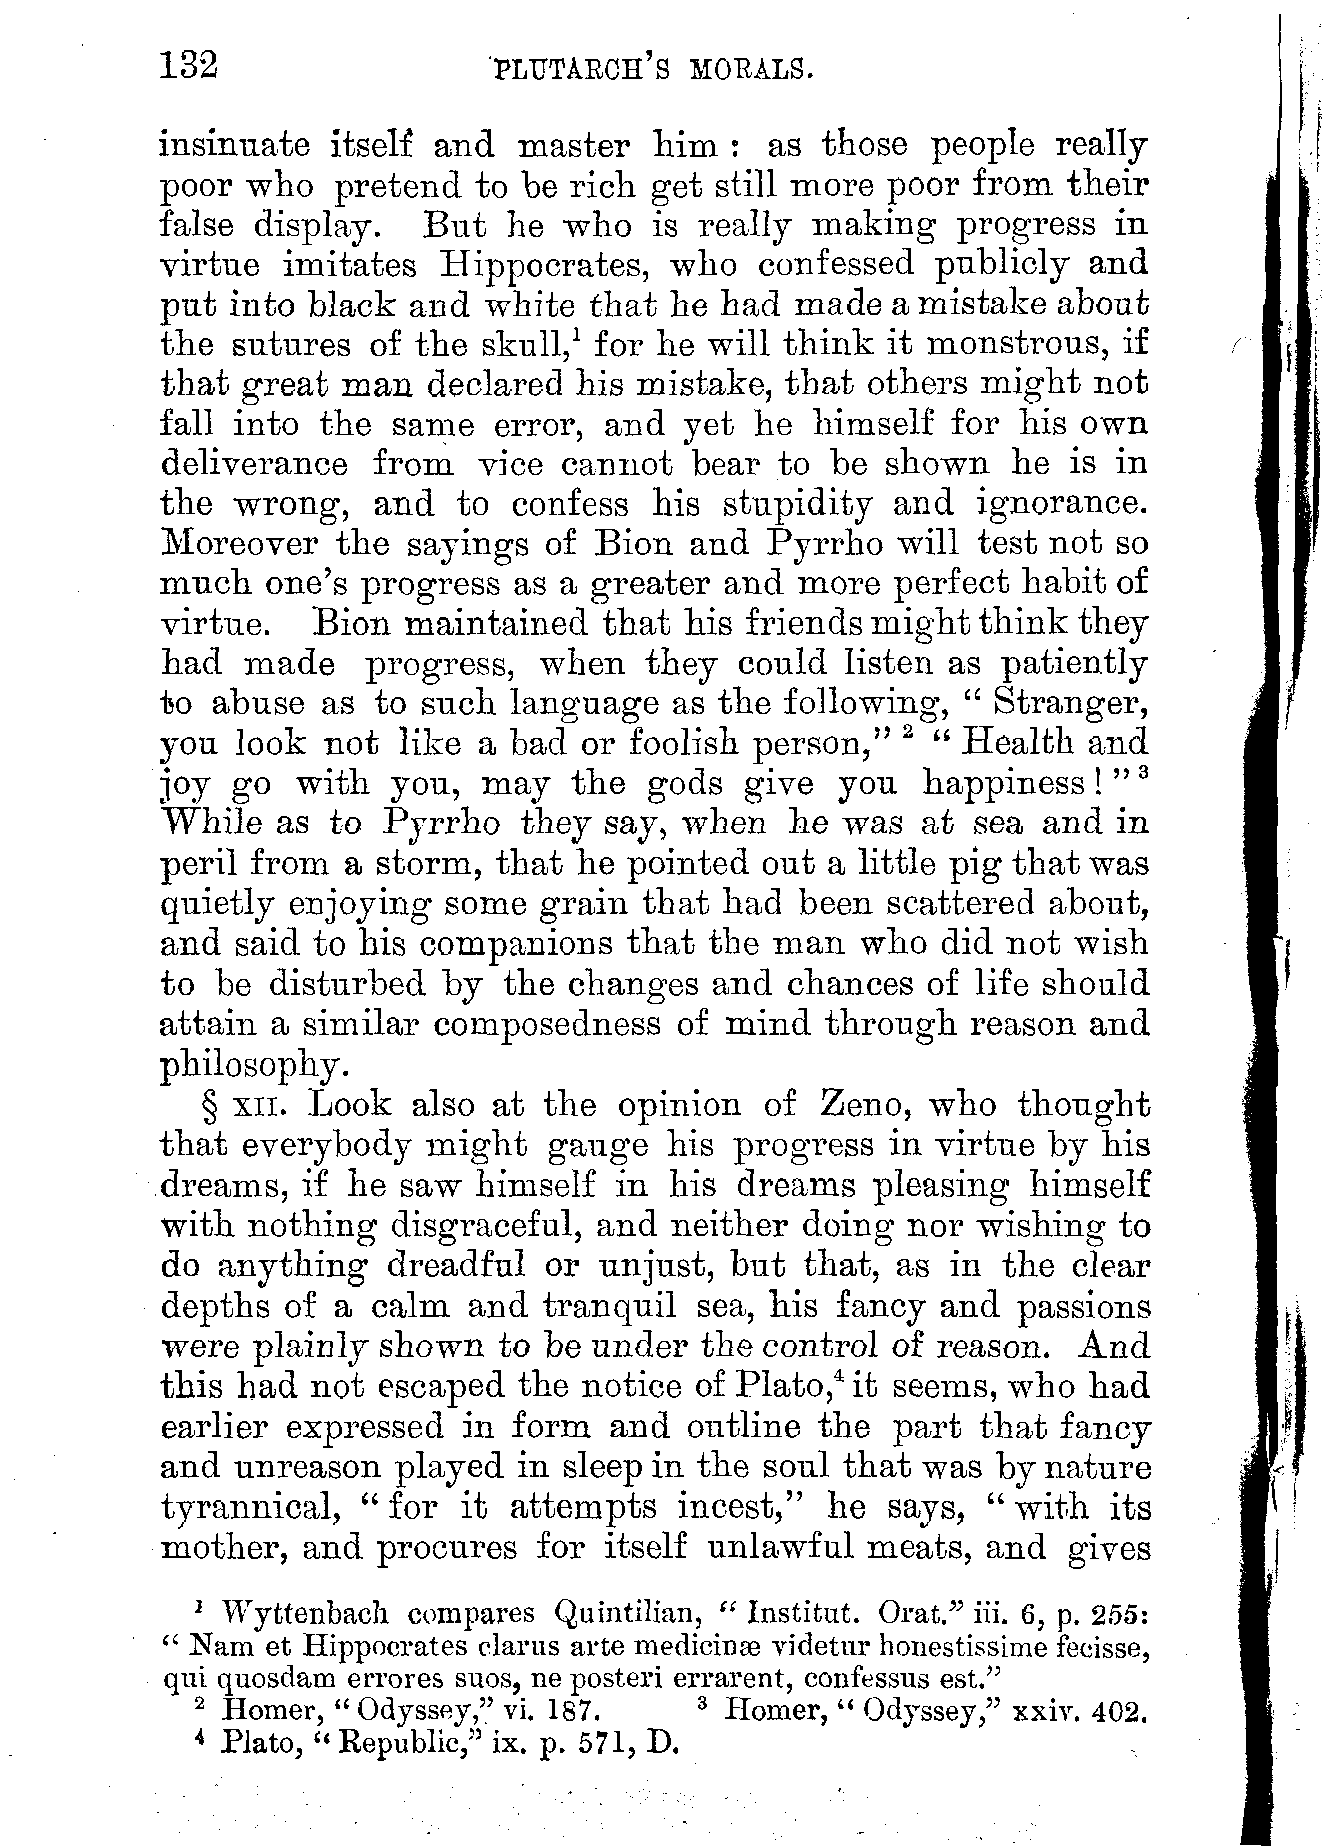 132 PLUTARCH'S MORALS.
insinuate itself and master him : as those people really
poor who pretend to be rich get still more poor from their
false display. But he who is really making progress in
virtue imitates Hippocrates, who confessed publicly and
put into black and white that he had made a mistake about
the sutures of the skull,¹ for he will think it monstrous, if
that great man declared his mistake, that others might not
fall into the same error, and yet he himself for his own
deliverance from vice cannot bear to be shown he is in
the wrong, and to confess his stupidity and ignorance.
Moreover the sayings of Bion and Pyrrho will test not so
much one's progress as a greater and more perfect habit of
virtue. Bion maintained that his friends might think they
had made progress, when they could listen as patiently
to abuse as to such language as the following, “ Stranger,
you look not like a bad or foolish person,” ² “ Health and
joy go with you, may the gods give you happiness ! ” ³
While as to Pyrrho they say, when he was at sea and in
peril from a storm, that he pointed out a little pig that was
quietly enjoying some grain that had been scattered about,
and said to his companions that the man who did not wish
to be disturbed by the changes and chances of life should
attain a similar composedness of mind through reason and
philosophy.
§ XII. Look also at the opinion of Zeno, who thought
that everybody might gauge his progress in virtue by his
dreams, if he saw himself in his dreams pleasing himself
with nothing disgraceful, and neither doing nor wishing to
do anything dreadful or unjust, but that, as in the clear
depths of a calm and tranquil sea, his fancy and passions
were plainly shown to be under the control of reason. And
this had not escaped the notice of Plato,⁴ it seems, who had
earlier expressed in form and outline the part that fancy
and unreason played in sleep in the soul that was by nature
tyrannical, “ for it attempts incest,” he says, “ with its
mother, and procures for itself unlawful meats, and gives
¹ Wyttenbach compares Quintilian, “ Institut. Orat.” iii. 6, p. 255:
“ Nam et Hippocrates clarus arte medicinæ videtur honestissime fecisse,
qui quosdam errores suos, ne posteri errarent, confessus est.”
² Homer, “ Odyssey,” vi. 187. ³ Homer, “ Odyssey,” xxiv. 402.
⁴ Plato, “ Republic,” ix. p. 571, D.